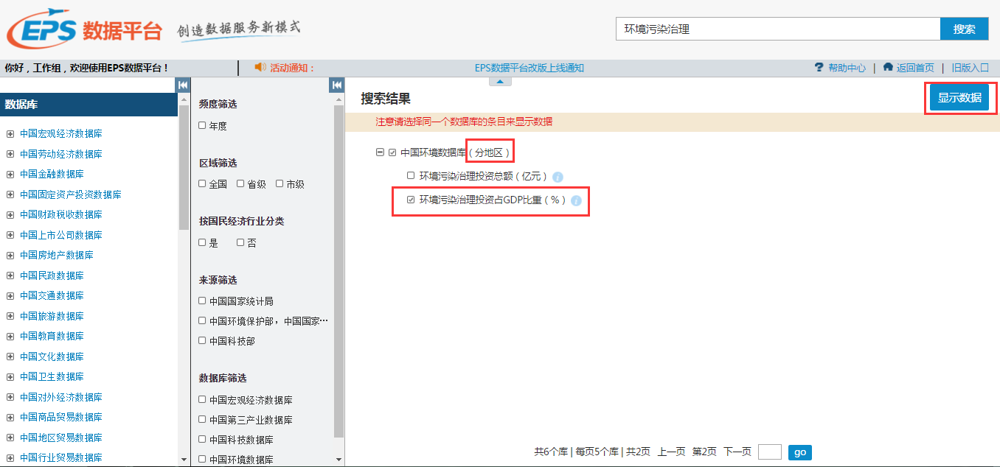 EPS 数据平台 创造数据服务新模式
环境污染治理 搜索
你好，工作组，欢迎使用EPS数据平台！ 活动通知： EPS数据平台改版上线通知 ? 帮助中心 | 返回首页 | 旧版入口
数据库
中国宏观经济数据库
中国劳动经济数据库
中国金融数据库
中国固定资产投资数据库
中国财政税收数据库
中国上市公司数据库
中国房地产数据库
中国民政数据库
中国交通数据库
中国旅游数据库
中国教育数据库
中国文化数据库
中国卫生数据库
中国对外经济数据库
中国商品贸易数据库
中国地区贸易数据库
中国行业贸易数据库
频度筛选
年度
区域筛选
全国 省级 市级
按国民经济行业分类
是 否
来源筛选
中国国家统计局
中国环境保护部，中国国家…
中国科技部
数据库筛选
中国宏观经济数据库
中国第三产业数据库
中国科技数据库
中国环境数据库
搜索结果
显示数据
注意请选择同一个数据库的条目来显示数据
中国环境数据库（分地区）
环境污染治理投资总额（亿元） i
环境污染治理投资占GDP比重（%） i
共6个库 | 每页5个库 | 共2页 上一页 第2页 下一页 go